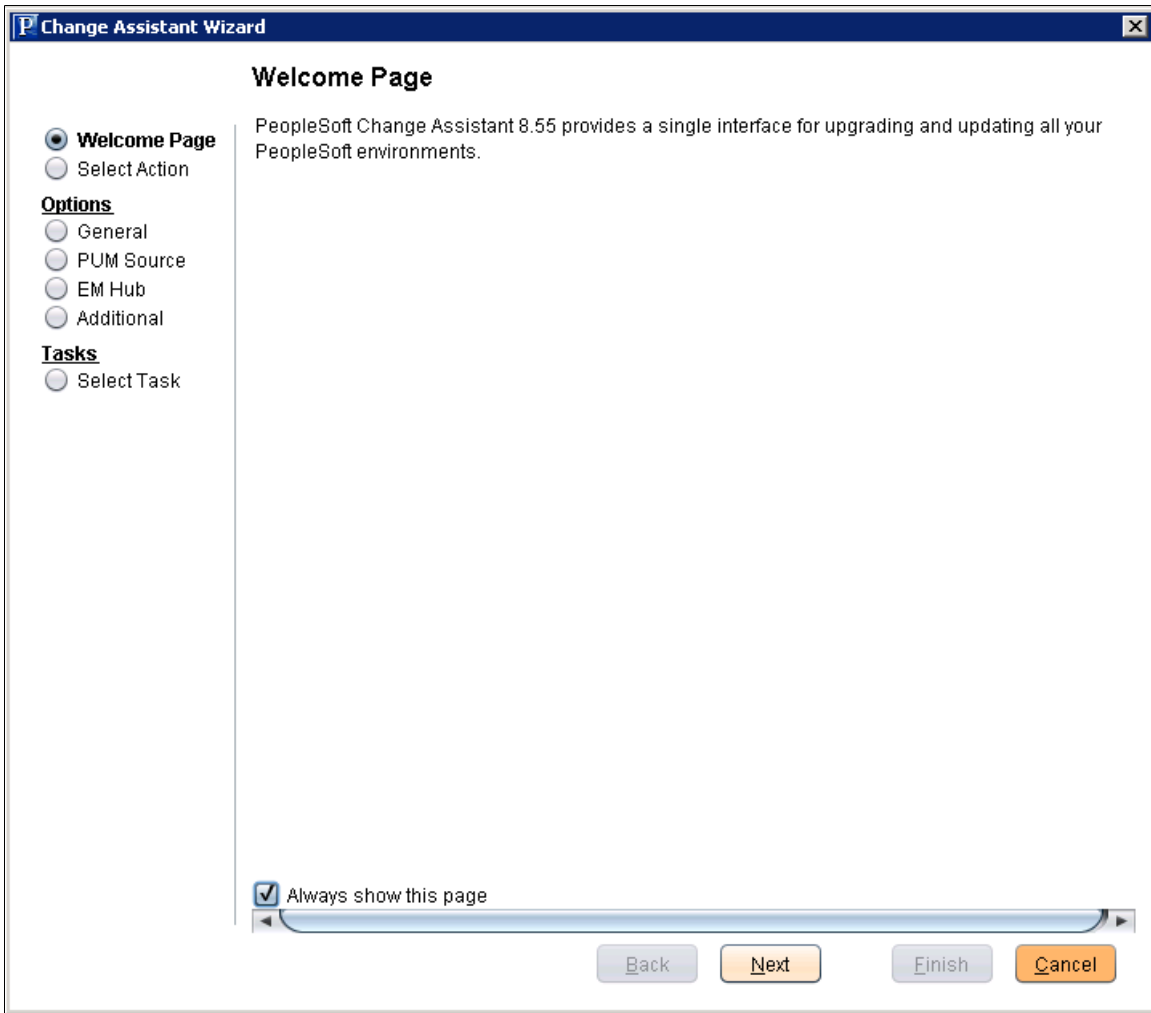 Change Assistant Wizard
Welcome Page
PeopleSoft Change Assistant 8.55 provides a single interface for upgrading and updating all your
PeopleSoft environments.
Welcome Page
Select Action
Options
General
PUM Source
EM Hub
Additional
Tasks
Select Task
Always show this page
Back
Next
Finish
Cancel